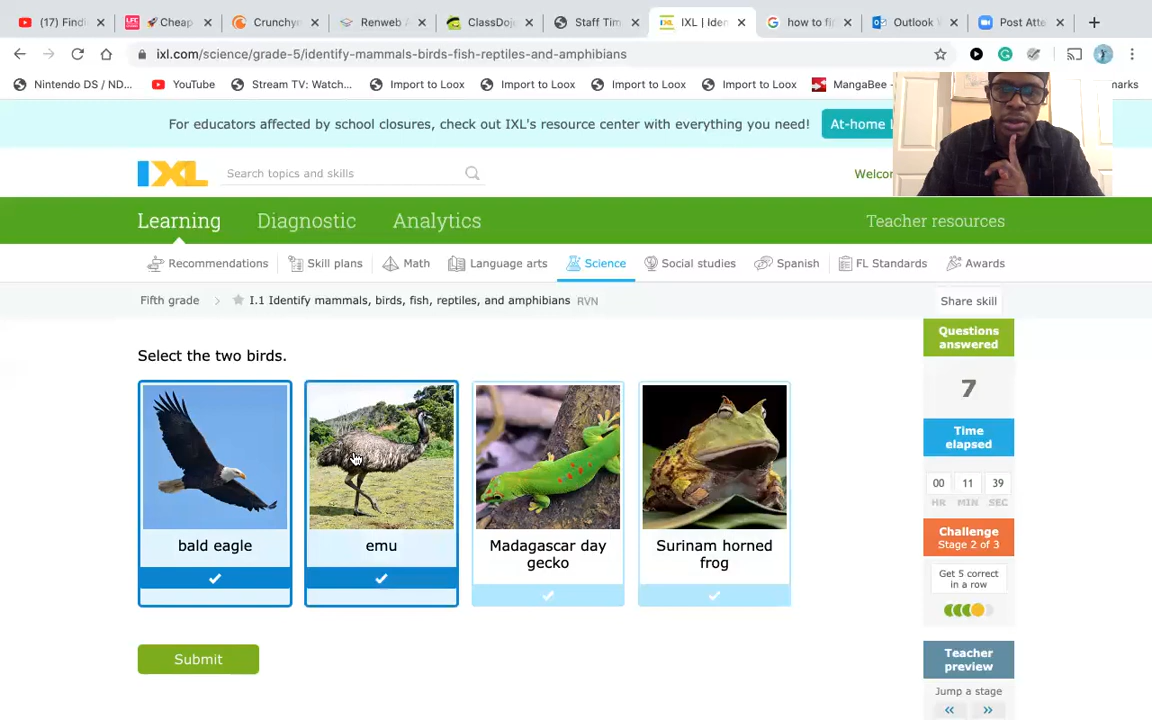 (17) Findi
Cheap
Crunchyr
Renweb
ClassDoj
Staff Tim
IXL | Iden
how to fi
Outlook
Post Atte
ixl.com/science/grade-5/identify-mammals-birds-fish-reptiles-and-amphibians
Nintendo DS / ND...
YouTube
Stream TV: Watch...
Import to Loox
Import to Loox
Import to Loox
Import to Loox
MangaBee -
marks
For educators affected by school closures, check out IXL's resource center with everything you need!
At-home L
IXL
Search topics and skills
Welcon
Learning
Diagnostic
Analytics
Teacher resources
Recommendations
Skill plans
Math
Language arts
Science
Social studies
Spanish
FL Standards
Awards
Fifth grade
I.1 Identify mammals, birds, fish, reptiles, and amphibians RVN
Share skill
Select the two birds.
bald eagle
emu
Madagascar day
gecko
Surinam horned
frog
Submit
Questions
answered
7
Time
elapsed
00 11 39
HR MIN SEC
Challenge
Stage 2 of 3
Get 5 correct
in a row
Teacher
preview
Jump a stage